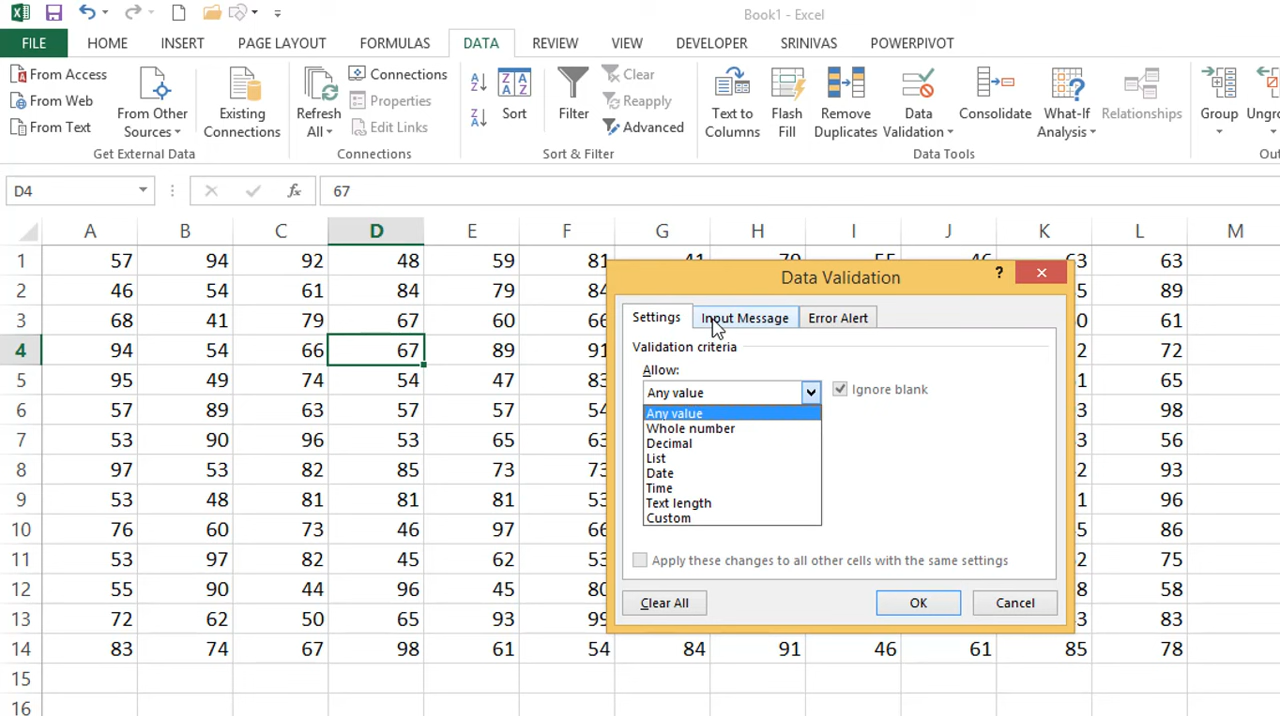 Book1 - Excel
FILE HOME INSERT PAGE LAYOUT FORMULAS DATA REVIEW VIEW DEVELOPER SRINIVAS POWERPIVOT
From Access
From Web
From Text
From Other
Sources
Existing
Connections
Get External Data
Refresh
All
Connections
Properties
Edit Links
Connections
Sort
Filter
Clear
Reapply
Advanced
Sort & Filter
Text to
Columns
Flash
Fill
Remove
Duplicates
Data
Validation
Consolidate
What-If
Analysis
Relationships
Data Tools
Group
Ungro
Ou
D4 fx 67
A B C D E F G H I J K L M
1 57 94 92 48 59 81 63
2 46 54 61 84 79 84 89
3 68 41 79 67 60 66 0 61
4 94 54 66 67 89 91 2 72
5 95 49 74 54 47 83 1 65
6 57 89 63 57 57 54 3 98
7 53 90 96 53 65 63 3 56
8 97 53 82 85 73 73 2 93
9 53 48 81 81 81 53 1 96
10 76 60 73 46 97 66 5 86
11 53 97 82 45 62 53 2 75
12 55 90 44 96 45 80 8 58
13 72 62 50 65 93 99 3 83
14 83 74 67 98 61 54 84 91 46 61 85 78
15
16
Data Validation ?
Settings Input Message Error Alert
Validation criteria
Allow:
Any value Ignore blank
Any value
Whole number
Decimal
List
Date
Time
Text length
Custom
Apply these changes to all other cells with the same settings
Clear All OK Cancel